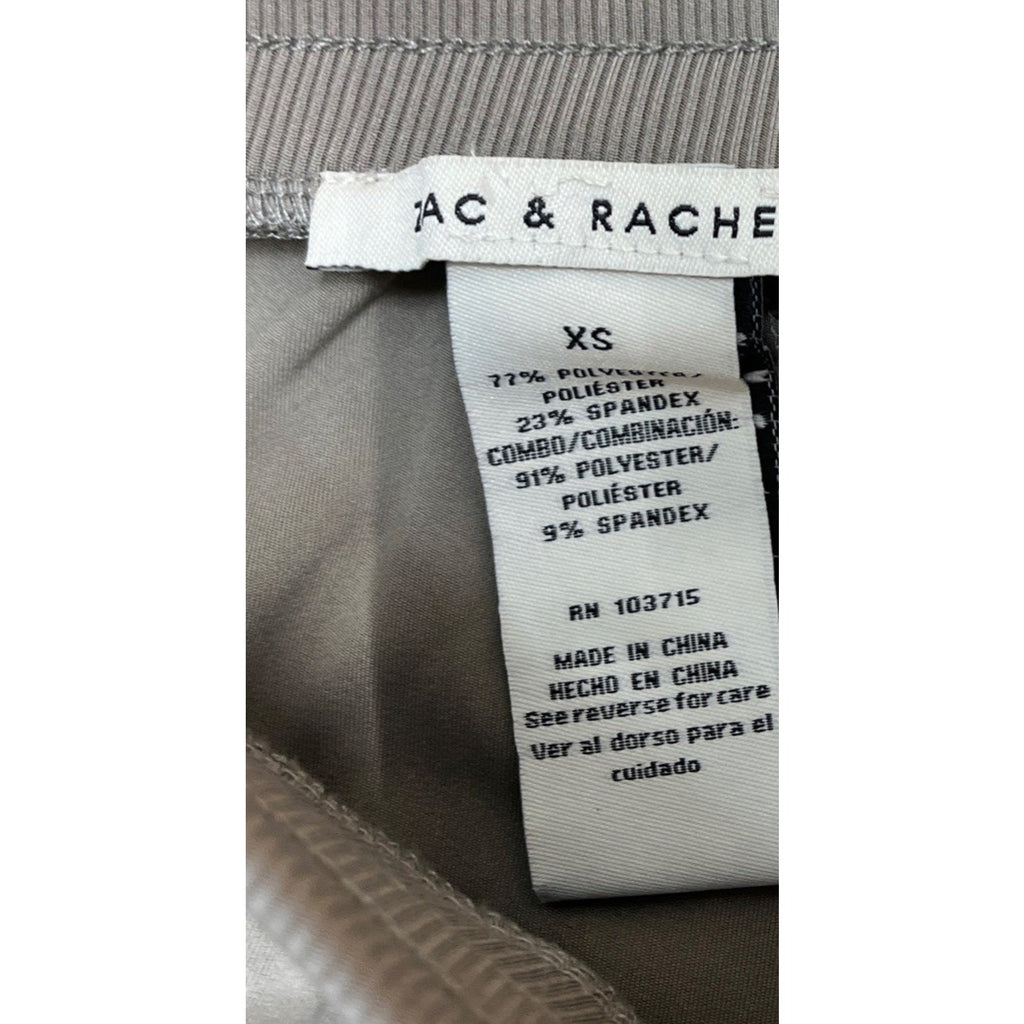 ZAC & RACHE
XS
77% POLYESTER/
POLIÉSTER
23% SPANDEX
COMBO/COMBINACIÓN:
91% POLYESTER/
POLIÉSTER
9% SPANDEX
RN 103715
MADE IN CHINA
HECHO EN CHINA
See reverse for care
Ver al dorso para el
cuidado